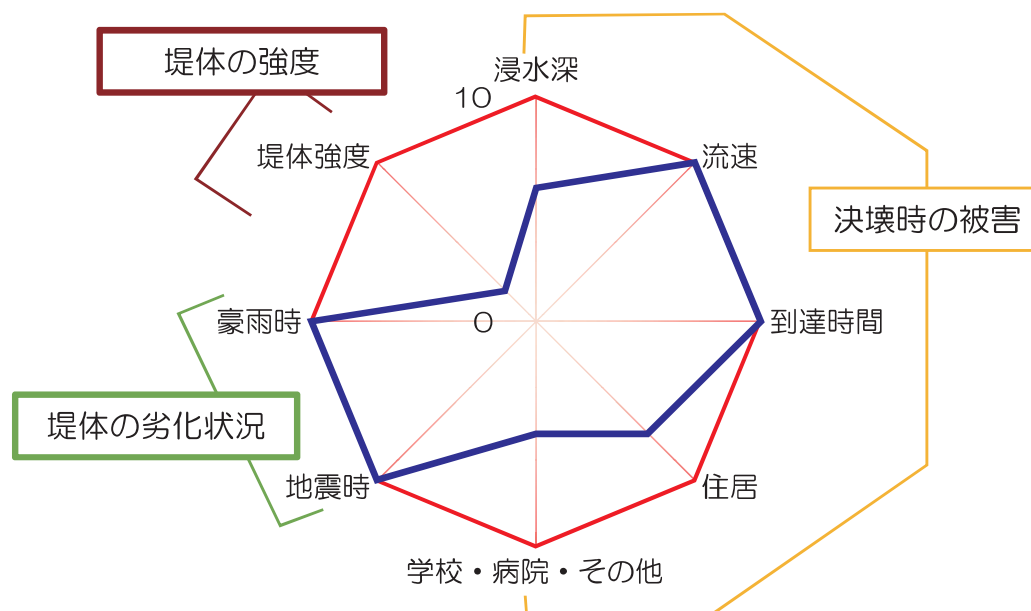 堤体の強度
浸水深
10
堤体強度
流速
決壊時の被害
豪雨時
0
到達時間
堤体の劣化状況
地震時
住居
学校・病院・その他